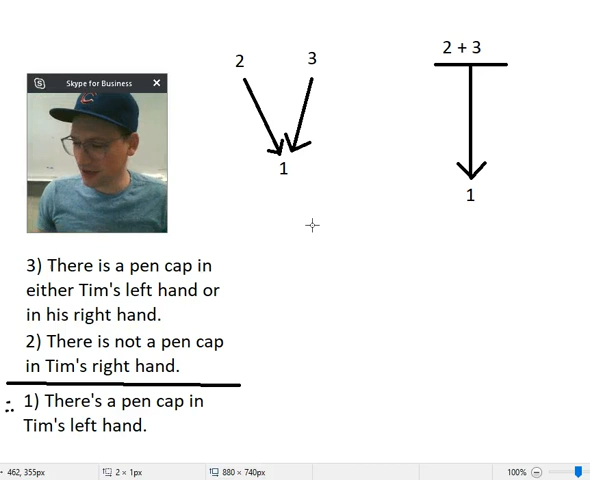 2 + 3
2 3
Skype for Business
1
1
3) There is a pen cap in
either Tim's left hand or
in his right hand.
2) There is not a pen cap
in Tim's right hand.
∴ 1) There's a pen cap in
Tim's left hand.
462, 355px 2 × 1px 880 × 740px 100%